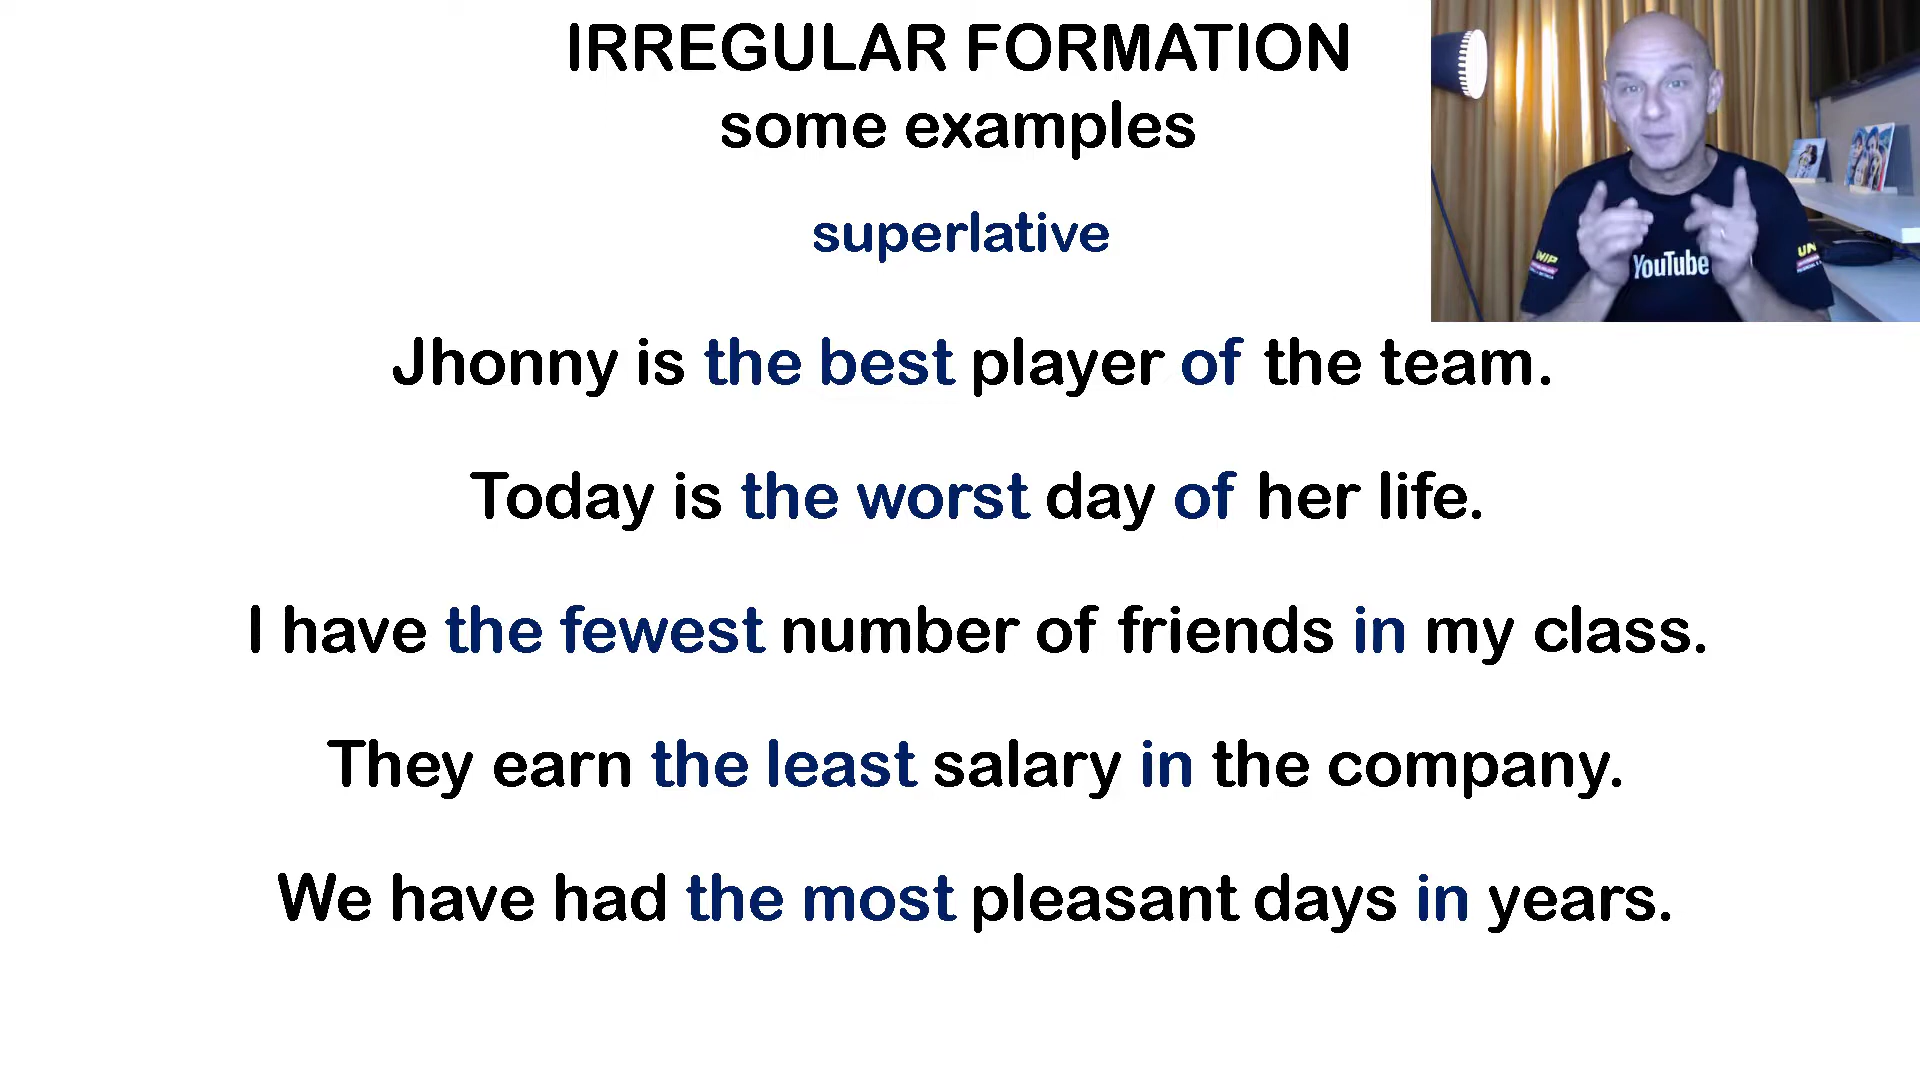 IRREGULAR FORMATION
some examples
superlative
YouTube
Jhonny is the best player of the team.
Today is the worst day of her life.
I have the fewest number of friends in my class.
They earn the least salary in the company.
We have had the most pleasant days in years.